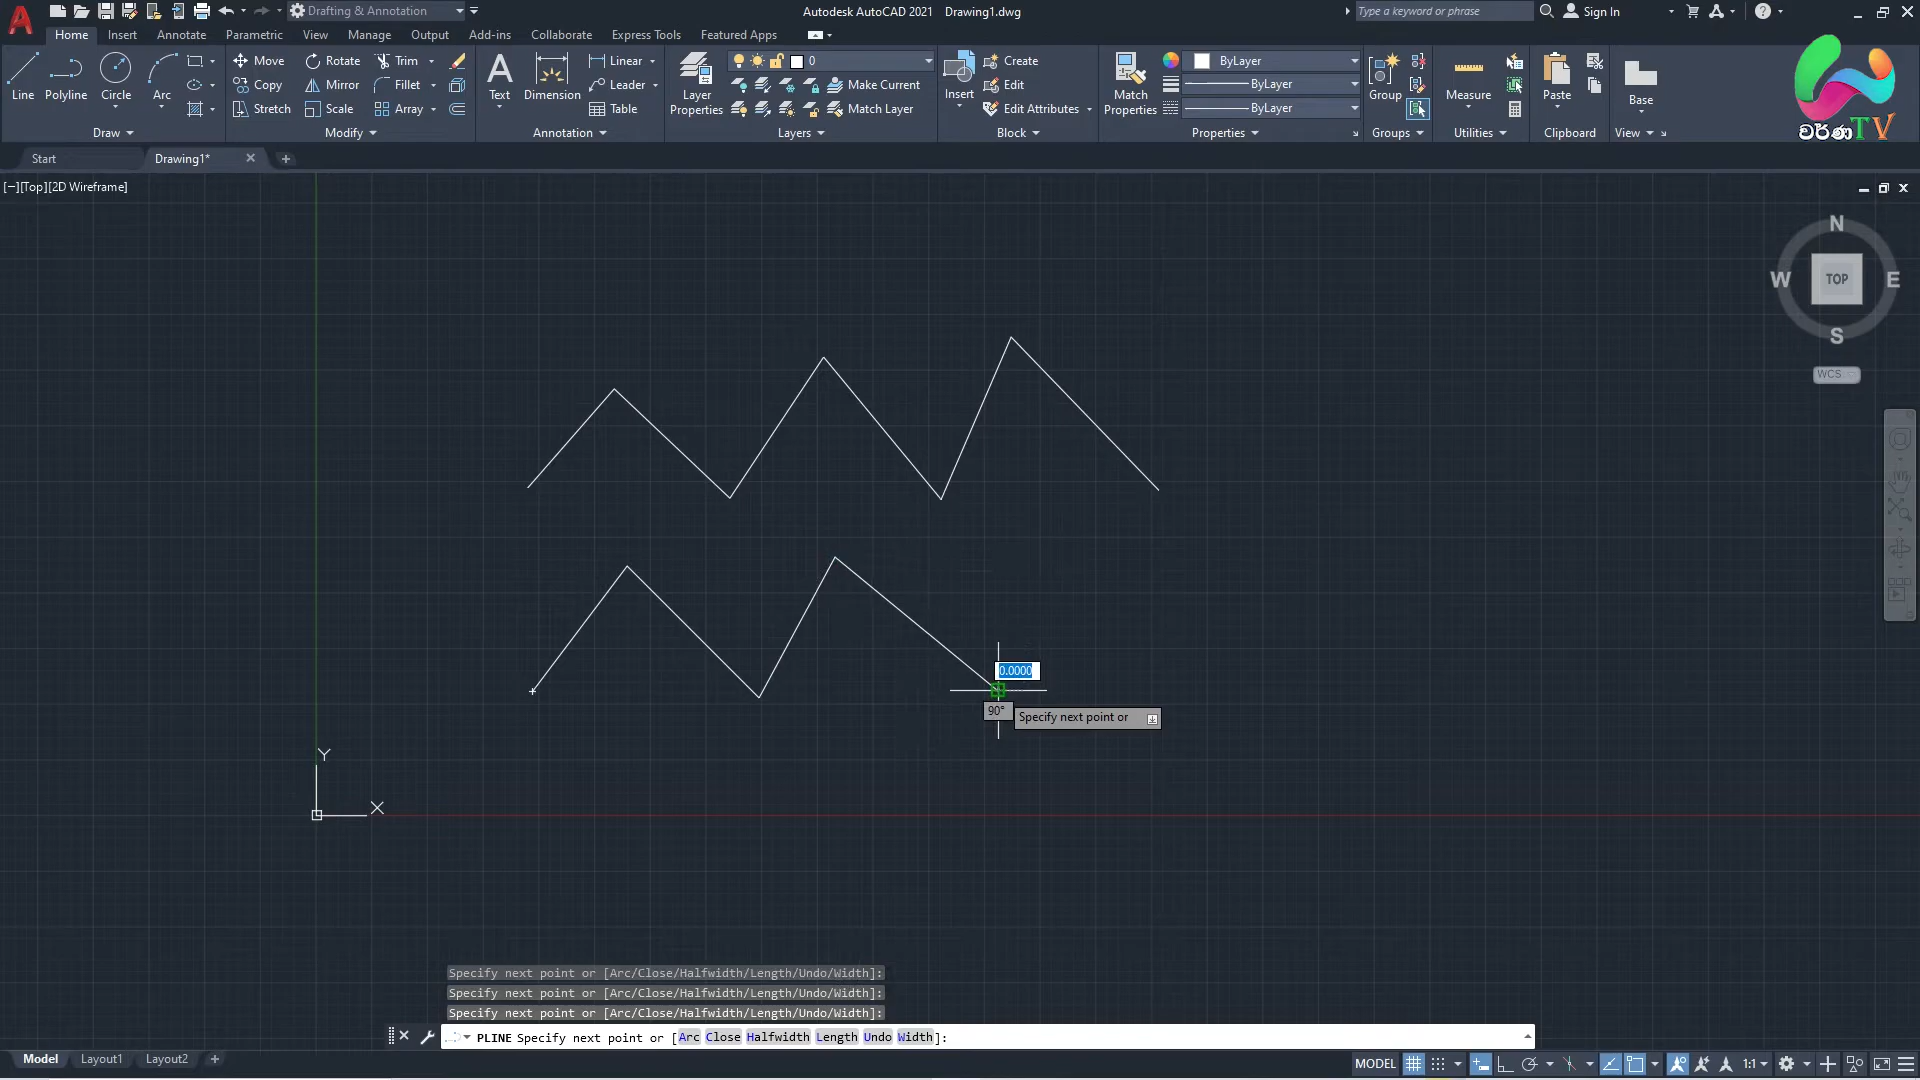 Drafting & Annotation
Autodesk AutoCAD 2021 Drawing1.dwg
Type a keyword or phrase
Sign In
Home Insert Annotate Parametric View Manage Output Add-ins Collaborate Express Tools Featured Apps
Line Polyline Circle Arc
Draw
Move Rotate Trim
Copy Mirror Fillet
Stretch Scale Array
Modify
Text Dimension
Linear
Leader
Table
Annotation
Layer Properties
0
Make Current
Match Layer
Layers
Insert
Create
Edit
Edit Attributes
Block
Match Properties
ByLayer
ByLayer
ByLayer
Properties
Group
Groups
Measure
Utilities
Paste
Clipboard
Base
View
වර්ණ TV
Start Drawing1*
[−][Top][2D Wireframe]
N
W TOP E
S
WCS
0.0000
90° Specify next point or
Y
X
Specify next point or [Arc/Close/Halfwidth/Length/Undo/Width]:
Specify next point or [Arc/Close/Halfwidth/Length/Undo/Width]:
Specify next point or [Arc/Close/Halfwidth/Length/Undo/Width]:
PLINE Specify next point or [Arc Close Halfwidth Length Undo Width]:
Model Layout1 Layout2
MODEL 1:1